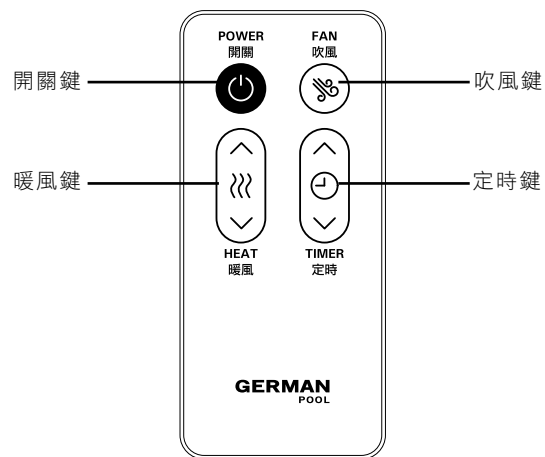 POWER
開關
FAN
吹風
開關鍵
吹風鍵
暖風鍵
定時鍵
HEAT
暖風
TIMER
定時
GERMAN
POOL